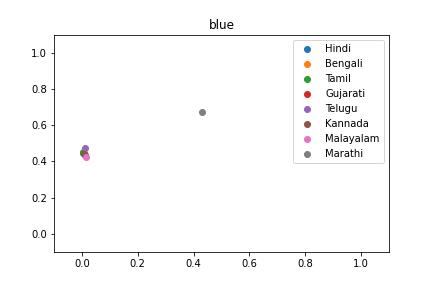 blue
Hindi
Bengali
Tamil
Gujarati
Telugu
Kannada
Malayalam
Marathi
1.0
0.8
0.6
0.4
0.2
0.0
0.0 0.2 0.4 0.6 0.8 1.0